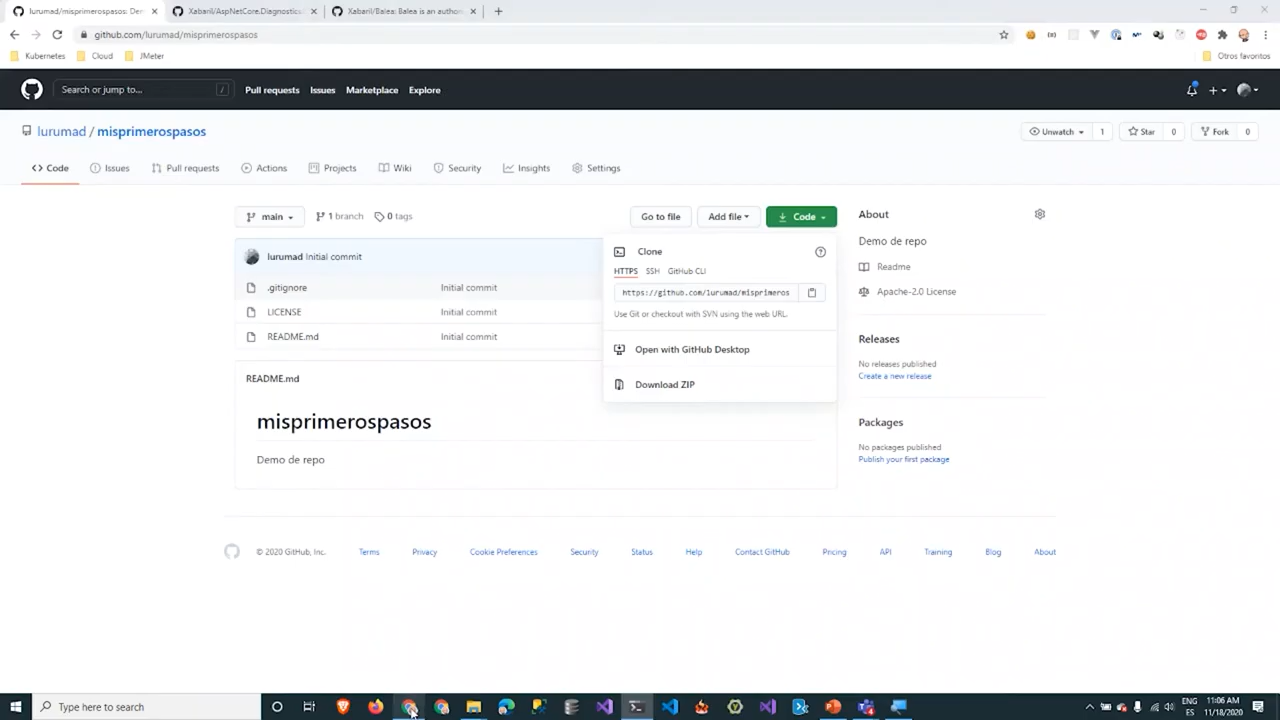 lurumad/misprimerospasos: Dem
Xabaril/AspNetCore.Diagnostics
Xabaril/Balea: Balea is an author
github.com/lurumad/misprimerospasos
Kubernetes
Cloud
JMeter
Otros favoritos
Search or jump to...
/
Pull requests
Issues
Marketplace
Explore
lurumad / misprimerospasos
Unwatch
1
Star
0
Fork
0
Code
Issues
Pull requests
Actions
Projects
Wiki
Security
Insights
Settings
main
1 branch
0 tags
Go to file
Add file
Code
lurumad Initial commit
.gitignore
Initial commit
LICENSE
Initial commit
README.md
Initial commit
Clone
HTTPS
SSH
GitHub CLI
https://github.com/lurumad/misprimeros
Use Git or checkout with SVN using the web URL.
Open with GitHub Desktop
Download ZIP
README.md
misprimerospasos
Demo de repo
About
Demo de repo
Readme
Apache-2.0 License
Releases
No releases published
Create a new release
Packages
No packages published
Publish your first package
© 2020 GitHub, Inc.
Terms
Privacy
Cookie Preferences
Security
Status
Help
Contact GitHub
Pricing
API
Training
Blog
About
Type here to search
ENG
ES
11:06 AM
11/18/2020